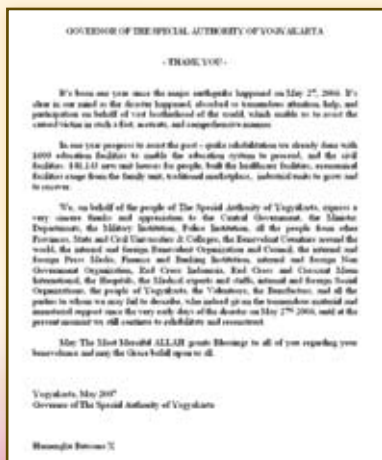 GOVERNOR OF THE SPECIAL AUTHORITY OF YOGYAKARTA
- THANK YOU -
It's been one year since the major earthquake happened on May 27, 2006. It's
clear in our mind as the disaster happened, absorbed so tremendous attention, help, and
participation on behalf of vast brotherhood of the world, which enable us to assist the
victim in such a fast, accurate, and comprehensive manner.
In one year progress to assist the post - quake rehabilitation we already done with
education facilities to enable the education system to proceed, and the civil
facilities. new unit houses for people, built the healthcare facilities, economical
facilities range from the family unit, traditional marketplace, industrial units to grow and
to recover.
We, on behalf of the people of The Special Authority of Yogyakarta, express a
very sincere thanks and appreciation to the Central Government, the Minister
Departments, the Military Institution, Police Institution, all the people from other
Provinces, State and Civil Universities & Colleges, the Benevolent Creatures around the
world, the internal and foreign Benevolent Organization and Council, the internal and
foreign Press Media, Finance and Banking Institution, internal and foreign Non
Government Organization, Red Cross Indonesia, Red Cross and Crescent Moon
International, the Hospitals, the Medical experts and staffs, internal and foreign Social
Organizations, the people of Yogyakarta, the Volunteers, the Benefactors, and all the
parties to whom we may fail to describe, who indeed given the tremendous material and
immaterial support since the very early days of the disaster on May 27th 2006, until at the
present moment we still continue to rehabilitate and reconstruct.
May The Most Merciful ALLAH grants Blessings to all of you regarding your
benevolence and may the Grace befall upon to all.
Yogyakarta, May 2007
Governor of The Special Authority of Yogyakarta
Hamengku Buwono X